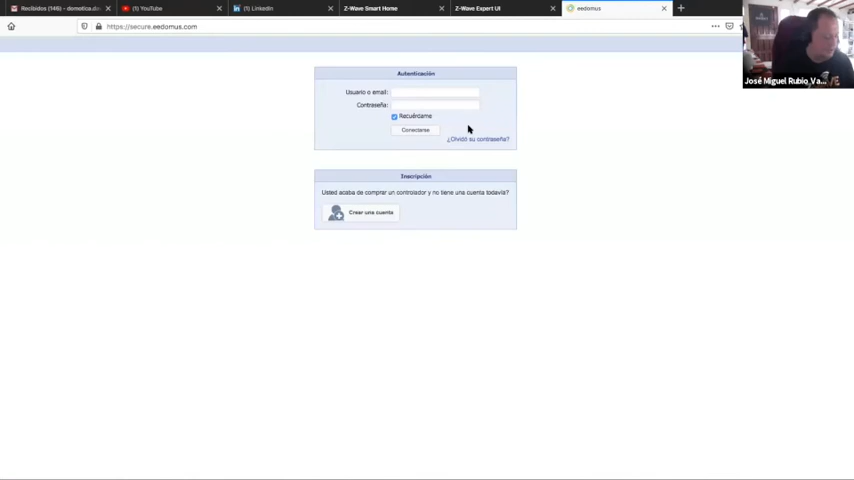 Recibidos (146) - domotica.da
(1) YouTube
(1) LinkedIn
Z-Wave Smart Home
Z-Wave Expert UI
eedomus
https://secure.eedomus.com
José Miguel Rubio Va...
Autenticación
Usuario o email:
Contraseña:
Recuérdame
Conectarse
¿Olvidó su contraseña?
Inscripción
Usted acaba de comprar un controlador y no tiene una cuenta todavía?
Crear una cuenta